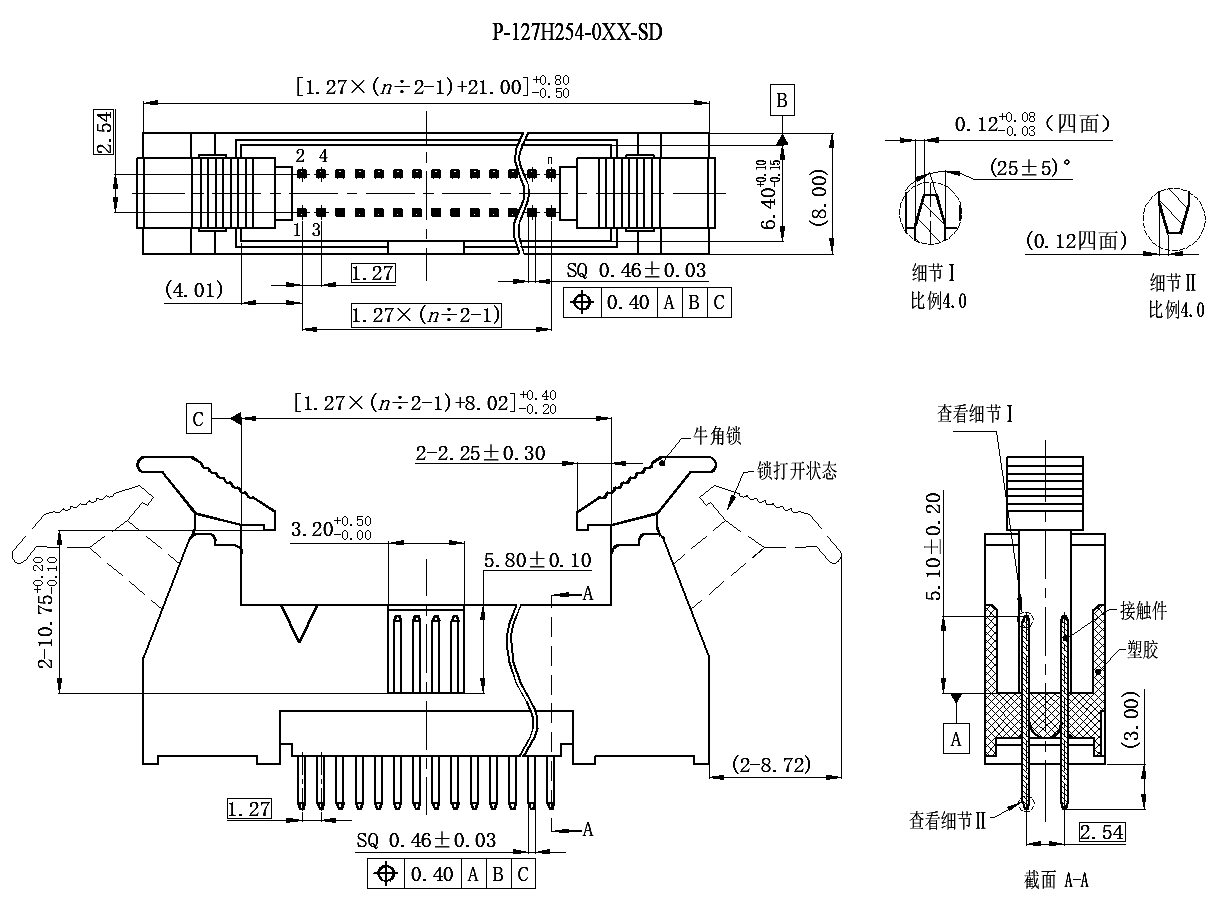 P-127H254-0XX-SD
[1.27×(n÷2-1)+21.00]+0.80 -0.50
B
2.54
2 4
n
1 3
6.40+0.10 -0.15
(8.00)
0.12+0.08 -0.03（四面）
(25±5)°
(0.12四面)
细节Ⅰ
比例4.0
细节Ⅱ
比例4.0
(4.01)
1.27
SQ 0.46±0.03
0.40 A B C
1.27×(n÷2-1)
[1.27×(n÷2-1)+8.02]+0.40 -0.20
C
2-2.25±0.30
牛角锁
锁打开状态
查看细节Ⅰ
3.20+0.50 -0.00
5.80±0.10
A
2-10.75+0.20 -0.10
5.10±0.20
接触件
塑胶
A
(3.00)
(2-8.72)
1.27
A
SQ 0.46±0.03
0.40 A B C
查看细节Ⅱ
2.54
截面 A-A